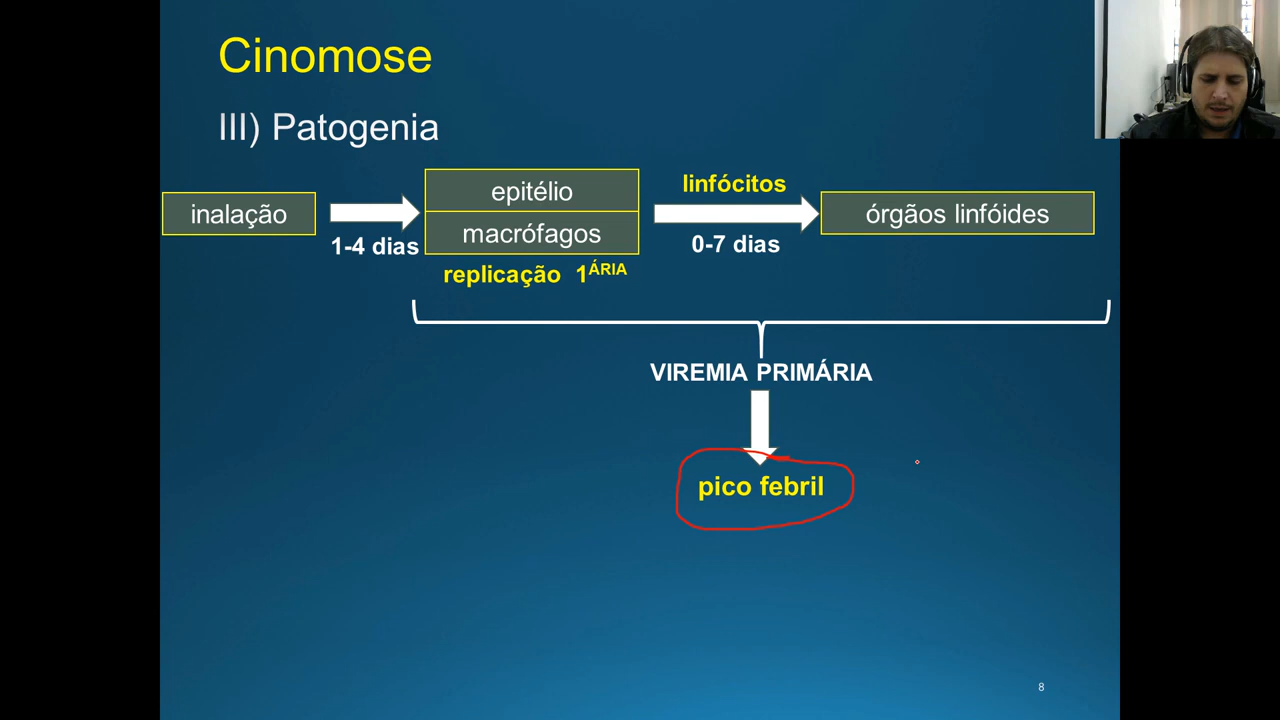 Cinomose
III) Patogenia
inalação
1-4 dias
epitélio
macrófagos
replicação 1ÁRIA
linfócitos
0-7 dias
órgãos linfóides
VIREMIA PRIMÁRIA
pico febril
8